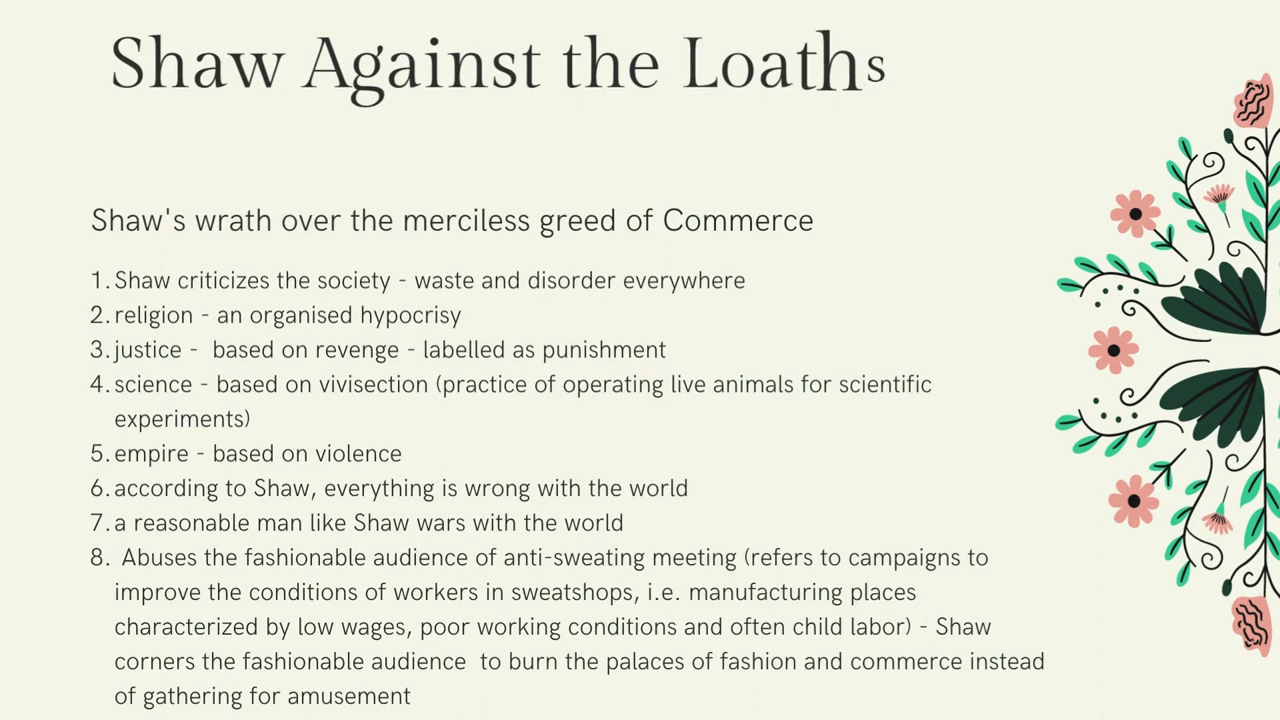 Shaw Against the Loaths
Shaw's wrath over the merciless greed of Commerce
1. Shaw criticizes the society - waste and disorder everywhere
2. religion - an organised hypocrisy
3. justice -  based on revenge - labelled as punishment
4. science - based on vivisection (practice of operating live animals for scientific
experiments)
5. empire - based on violence
6. according to Shaw, everything is wrong with the world
7. a reasonable man like Shaw wars with the world
8.  Abuses the fashionable audience of anti-sweating meeting (refers to campaigns to
improve the conditions of workers in sweatshops, i.e. manufacturing places
characterized by low wages, poor working conditions and often child labor) - Shaw
corners the fashionable audience  to burn the palaces of fashion and commerce instead
of gathering for amusement